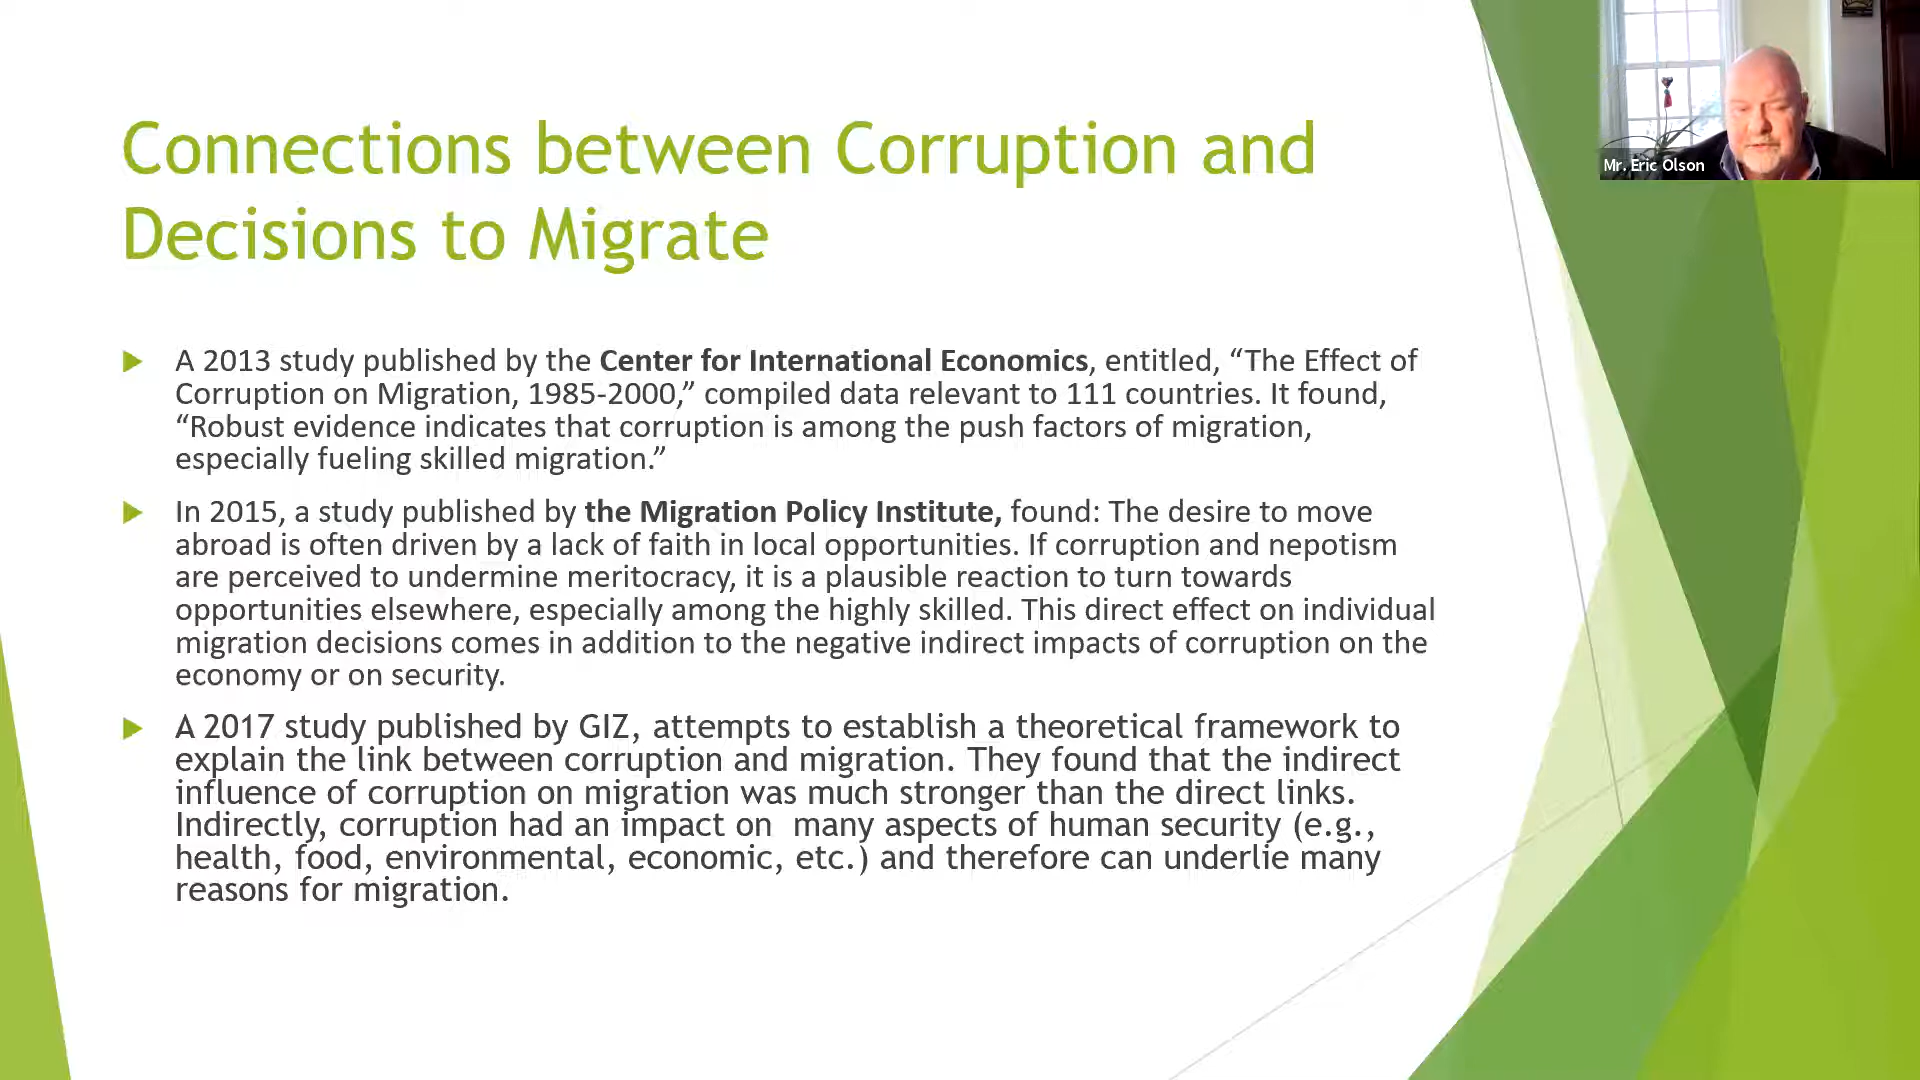 Connections between Corruption and
Decisions to Migrate
A 2013 study published by the Center for International Economics, entitled, “The Effect of
Corruption on Migration, 1985-2000,” compiled data relevant to 111 countries. It found,
“Robust evidence indicates that corruption is among the push factors of migration,
especially fueling skilled migration.”
In 2015, a study published by the Migration Policy Institute, found: The desire to move
abroad is often driven by a lack of faith in local opportunities. If corruption and nepotism
are perceived to undermine meritocracy, it is a plausible reaction to turn towards
opportunities elsewhere, especially among the highly skilled. This direct effect on individual
migration decisions comes in addition to the negative indirect impacts of corruption on the
economy or on security.
A 2017 study published by GIZ, attempts to establish a theoretical framework to
explain the link between corruption and migration. They found that the indirect
influence of corruption on migration was much stronger than the direct links.
Indirectly, corruption had an impact on  many aspects of human security (e.g.,
health, food, environmental, economic, etc.) and therefore can underlie many
reasons for migration.
Mr. Eric Olson